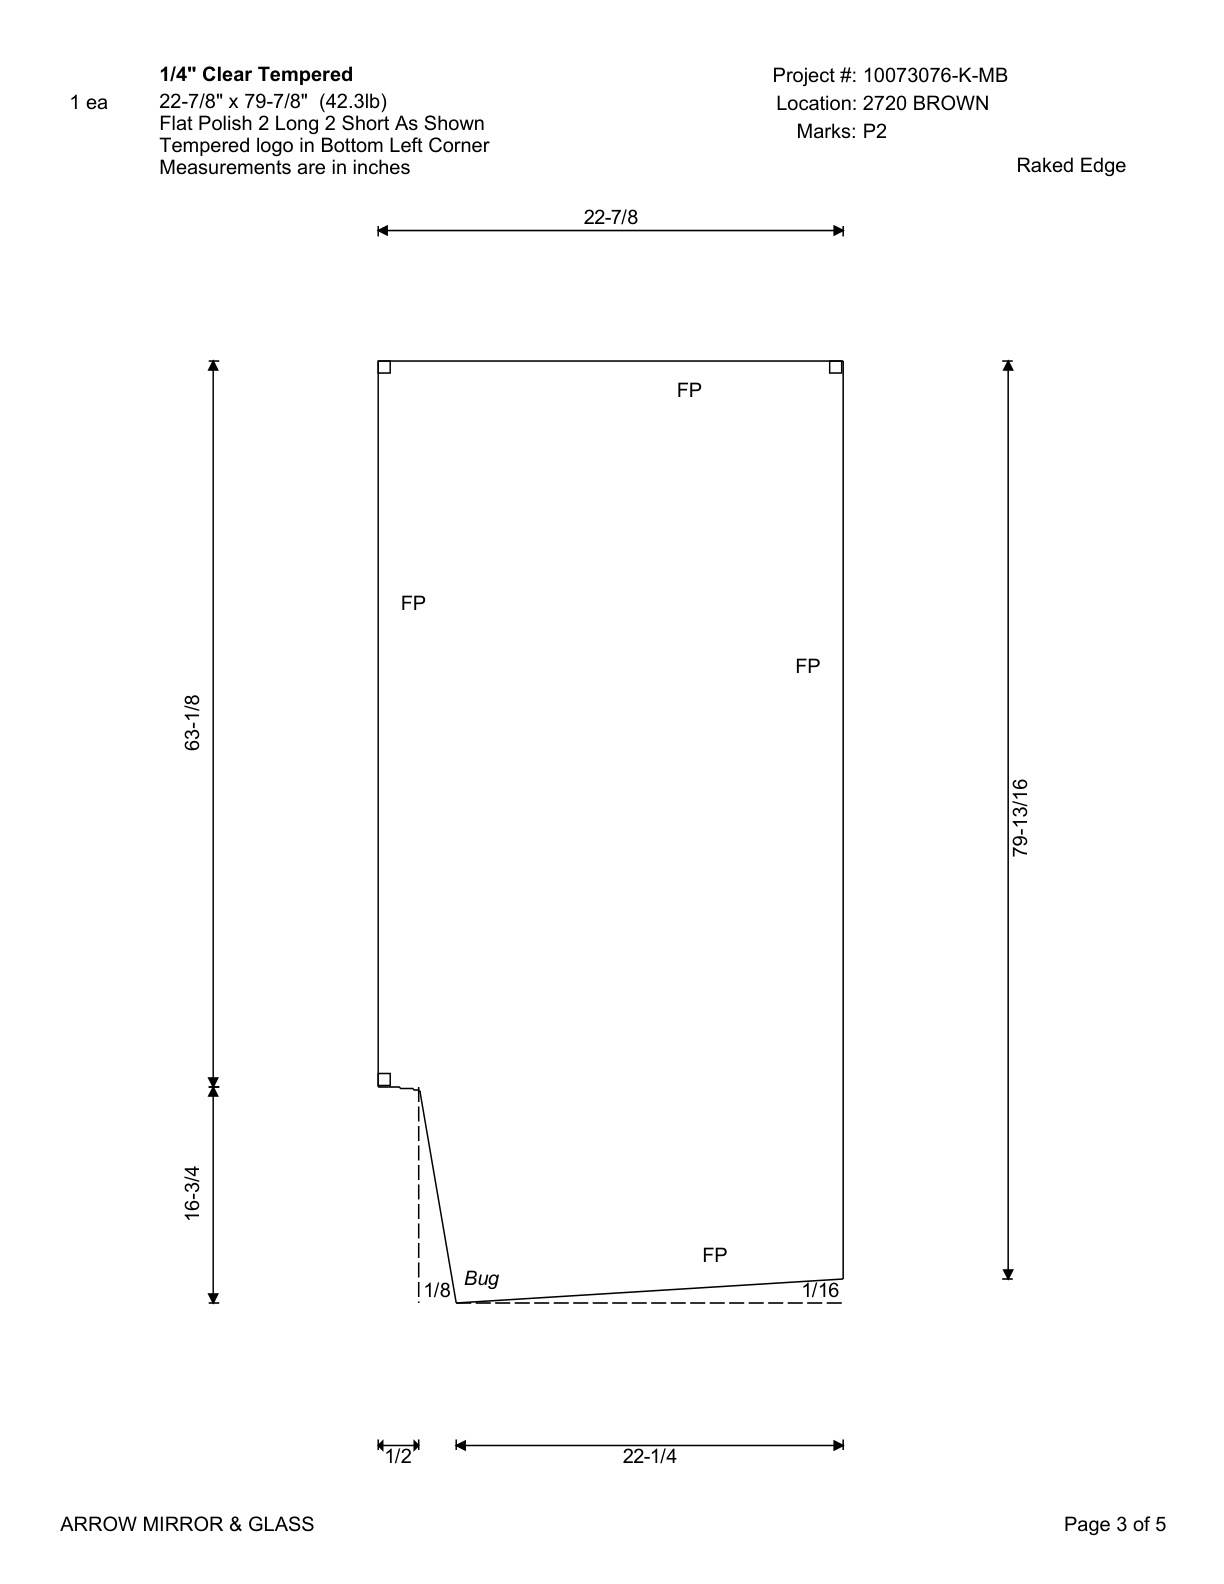 1/4" Clear Tempered
1 ea
22-7/8" x 79-7/8" (42.3lb)
Flat Polish 2 Long 2 Short As Shown
Tempered logo in Bottom Left Corner
Measurements are in inches
Project #: 10073076-K-MB
Location: 2720 BROWN
Marks: P2
Raked Edge
22-7/8
FP
FP
FP
63-1/8
79-13/16
16-3/4
FP
Bug
1/8
1/16
1/2
22-1/4
ARROW MIRROR & GLASS
Page 3 of 5